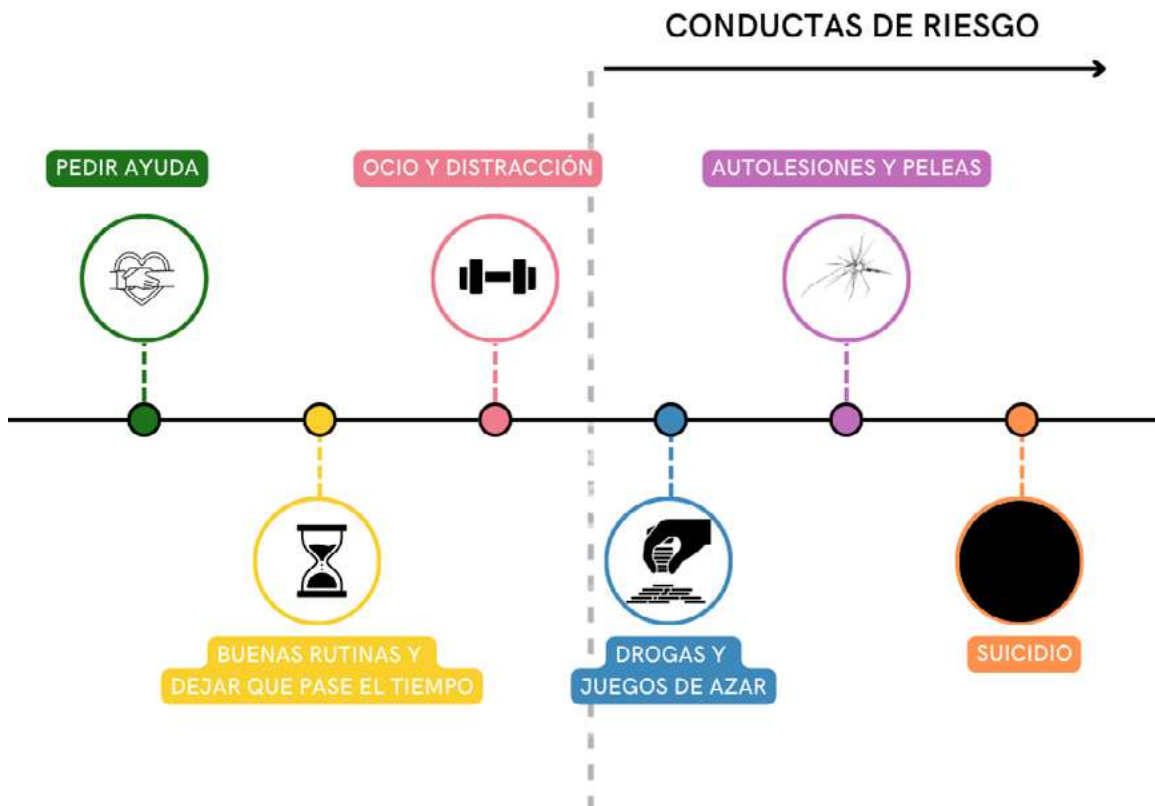 CONDUCTAS DE RIESGO
PEDIR AYUDA
OCIO Y DISTRACCIÓN
AUTOLESIONES Y PELEAS
BUENAS RUTINAS Y
DEJAR QUE PASE EL TIEMPO
DROGAS Y
JUEGOS DE AZAR
SUICIDIO